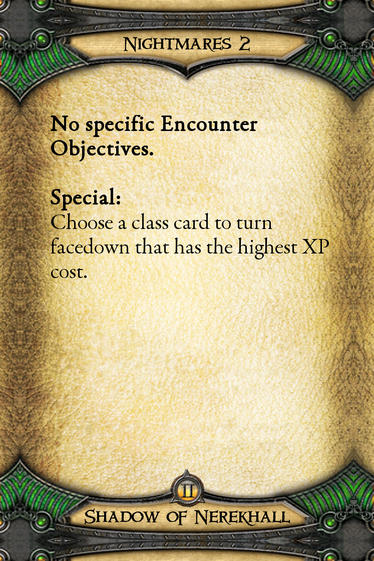 Nightmares 2
No specific Encounter
Objectives.
Special:
Choose a class card to turn
facedown that has the highest XP
cost.
II
Shadow of Nerekhall